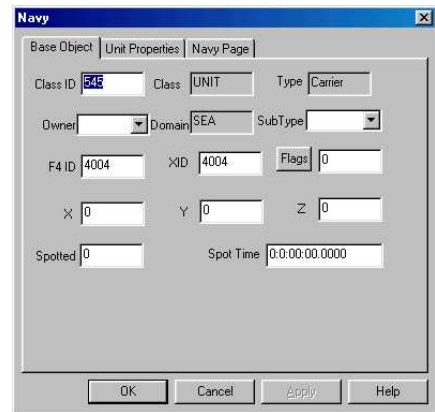 Navy
Base Object Unit Properties Navy Page
Class ID 545 Class UNIT Type Carrier
Owner Domain SEA SubType
F4 ID 4004 XID 4004 Flags 0
X 0 Y 0 Z 0
Spotted 0 Spot Time 0:0:00:00.0000
OK Cancel Apply Help